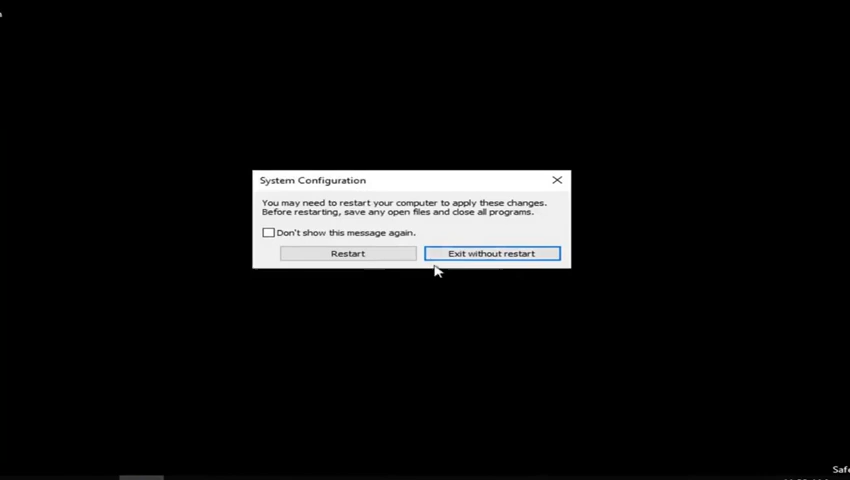 System Configuration
You may need to restart your computer to apply these changes.
Before restarting, save any open files and close all programs.
Don't show this message again.
Restart
Exit without restart
Safe